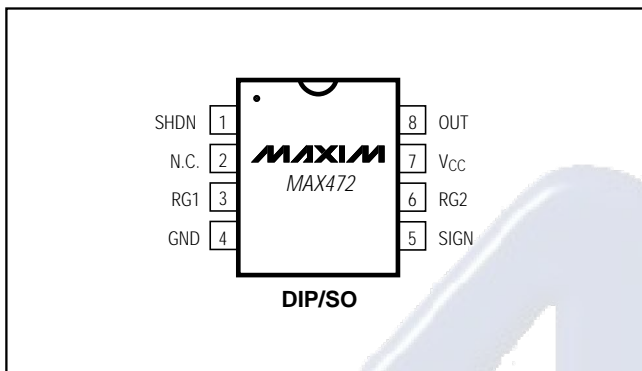 SHDN 1 8 OUT
N.C. 2 MAXIM 7 VCC
MAX472
RG1 3 6 RG2
GND 4 5 SIGN
DIP/SO